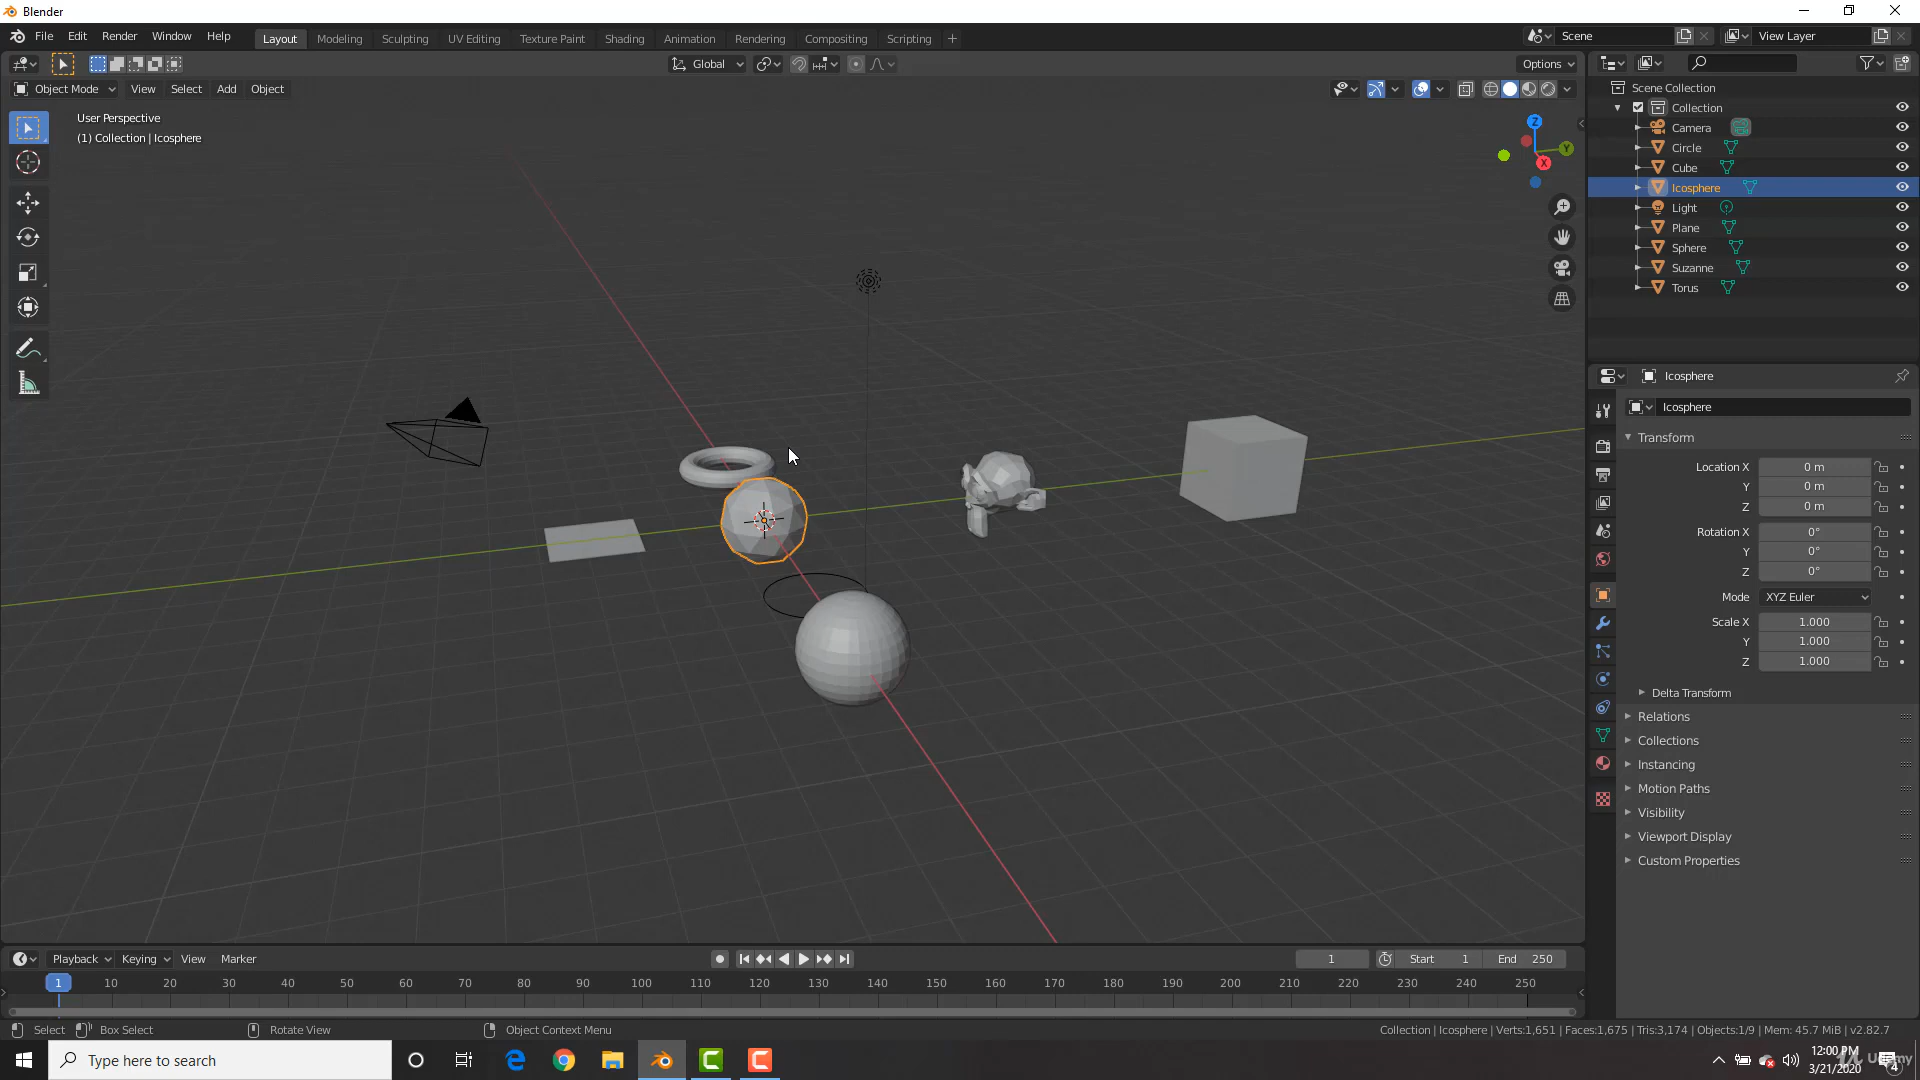 Blender
File Edit Render Window Help
Layout Modeling Sculpting UV Editing Texture Paint Shading Animation Rendering Compositing Scripting +
Scene
View Layer
Global
Options
Object Mode View Select Add Object
User Perspective
(1) Collection | Icosphere
Z
Y
X
Scene Collection
Collection
Camera
Circle
Cube
Icosphere
Light
Plane
Sphere
Suzanne
Torus
Icosphere
Icosphere
Transform
Location X 0 m
Y 0 m
Z 0 m
Rotation X 0°
Y 0°
Z 0°
Mode XYZ Euler
Scale X 1.000
Y 1.000
Z 1.000
Delta Transform
Relations
Collections
Instancing
Motion Paths
Visibility
Viewport Display
Custom Properties
Playback Keying View Marker
1 Start 1 End 250
1 10 20 30 40 50 60 70 80 90 100 110 120 130 140 150 160 170 180 190 200 210 220 230 240 250
Select Box Select Rotate View Object Context Menu
Collection | Icosphere | Verts:1,651 | Faces:1,675 | Tris:3,174 | Objects:1/9 | Mem: 45.7 MiB | v2.82.7
Type here to search
12:00 PM
3/21/2020
4
Udemy